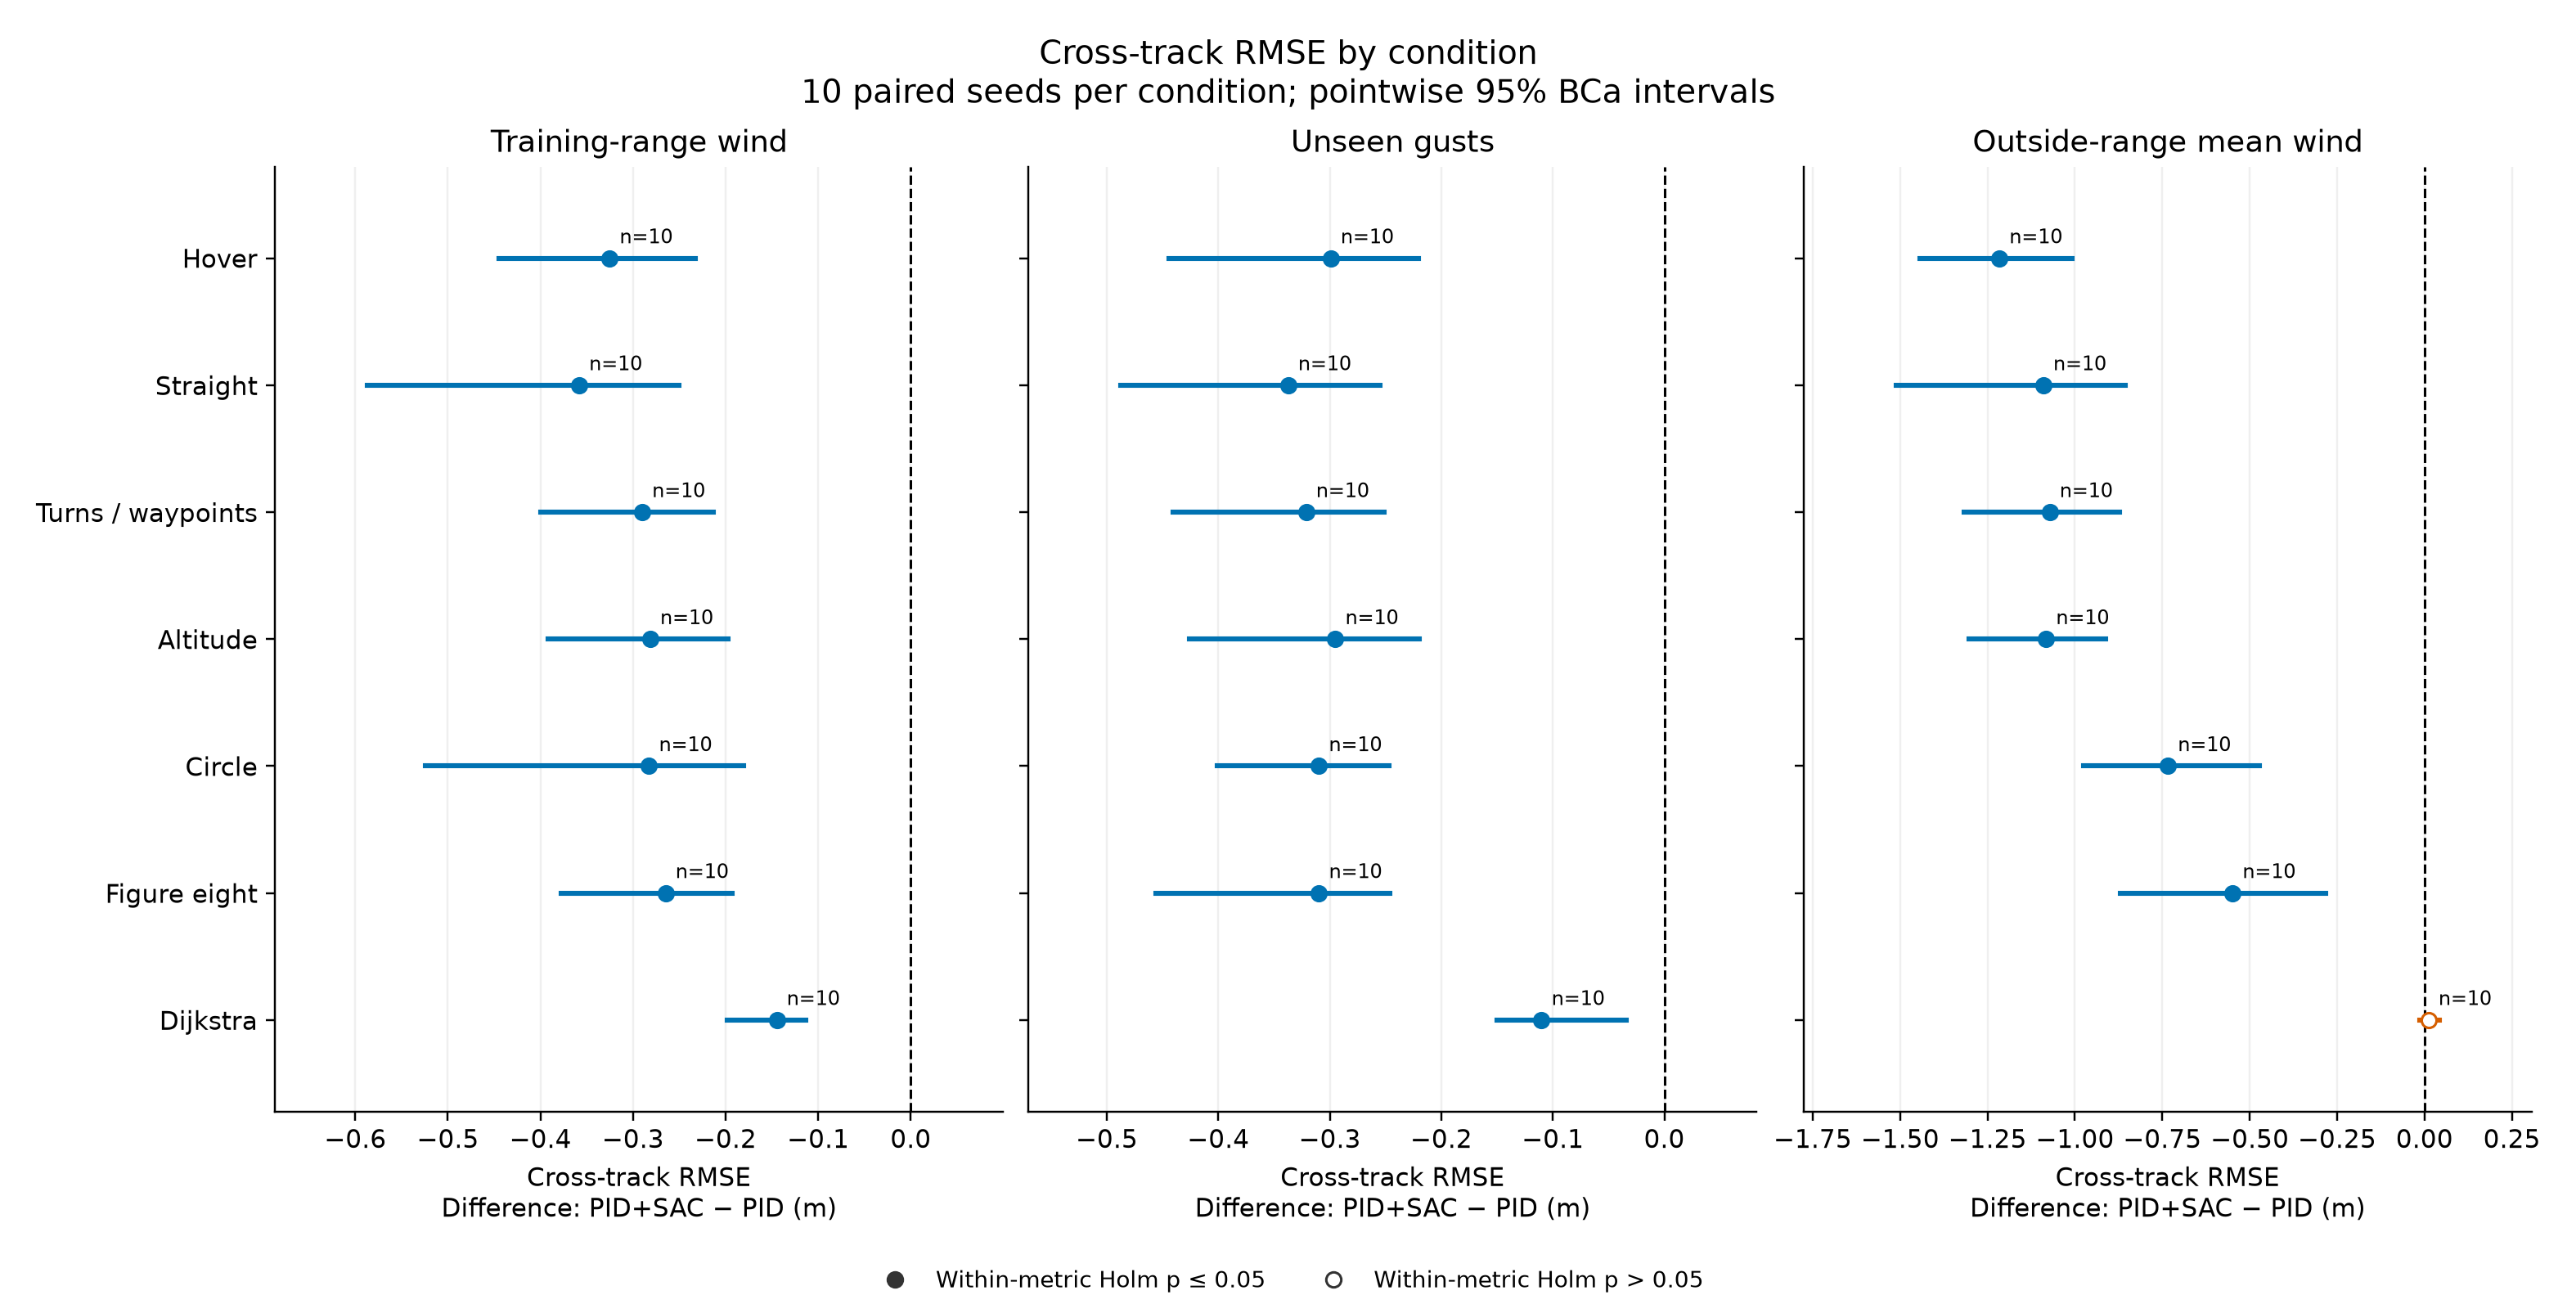 Cross-track RMSE by condition
10 paired seeds per condition; pointwise 95% BCa intervals
Training-range wind
Unseen gusts
Outside-range mean wind
Hover
n=10
n=10
n=10
Straight
n=10
n=10
n=10
Turns / waypoints
n=10
n=10
n=10
Altitude
n=10
n=10
n=10
Circle
n=10
n=10
n=10
Figure eight
n=10
n=10
n=10
Dijkstra
n=10
n=10
n=10
−0.6 −0.5 −0.4 −0.3 −0.2 −0.1 0.0
−0.5 −0.4 −0.3 −0.2 −0.1 0.0
−1.75 −1.50 −1.25 −1.00 −0.75 −0.50 −0.25 0.00 0.25
Cross-track RMSE
Difference: PID+SAC − PID (m)
Cross-track RMSE
Difference: PID+SAC − PID (m)
Cross-track RMSE
Difference: PID+SAC − PID (m)
Within-metric Holm p ≤ 0.05
Within-metric Holm p > 0.05